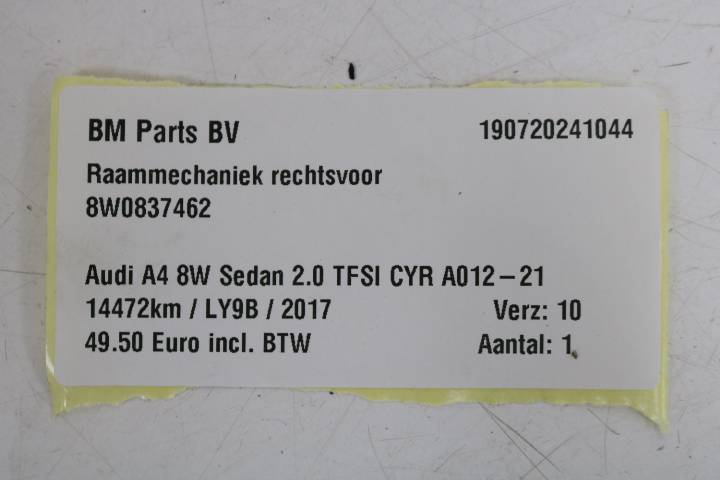 BM Parts BV 190720241044
Raammechaniek rechtsvoor
8W0837462
Audi A4 8W Sedan 2.0 TFSI CYR A012-21
14472km / LY9B / 2017 Verz: 10
49.50 Euro incl. BTW Aantal: 1